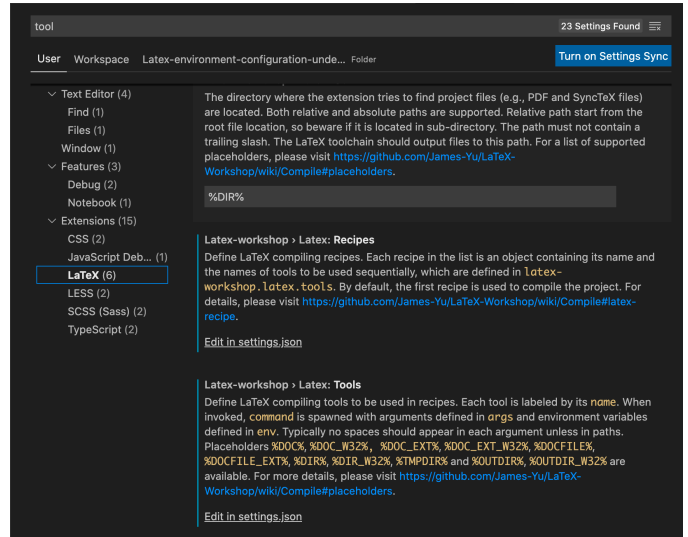 tool
23 Settings Found
User Workspace Latex-environment-configuration-unde... Folder
Turn on Settings Sync
Text Editor (4)
Find (1)
Files (1)
Window (1)
Features (3)
Debug (2)
Notebook (1)
Extensions (15)
CSS (2)
JavaScript Deb... (1)
LaTeX (6)
LESS (2)
SCSS (Sass) (2)
TypeScript (2)
The directory where the extension tries to find project files (e.g., PDF and SyncTeX files)
are located. Both relative and absolute paths are supported. Relative path start from the
root file location, so beware if it is located in sub-directory. The path must not contain a
trailing slash. The LaTeX toolchain should output files to this path. For a list of supported
placeholders, please visit https://github.com/James-Yu/LaTeX-
Workshop/wiki/Compile#placeholders.
%DIR%
Latex-workshop › Latex: Recipes
Define LaTeX compiling recipes. Each recipe in the list is an object containing its name and
the names of tools to be used sequentially, which are defined in latex-
workshop.latex.tools. By default, the first recipe is used to compile the project. For
details, please visit https://github.com/James-Yu/LaTeX-Workshop/wiki/Compile#latex-
recipe.
Edit in settings.json
Latex-workshop › Latex: Tools
Define LaTeX compiling tools to be used in recipes. Each tool is labeled by its name. When
invoked, command is spawned with arguments defined in args and environment variables
defined in env. Typically no spaces should appear in each argument unless in paths.
Placeholders %DOC%, %DOC_W32%, %DOC_EXT%, %DOC_EXT_W32%, %DOCFILE%,
%DOCFILE_EXT%, %DIR%, %DIR_W32%, %TMPDIR% and %OUTDIR%, %OUTDIR_W32% are
available. For more details, please visit https://github.com/James-Yu/LaTeX-
Workshop/wiki/Compile#placeholders.
Edit in settings.json